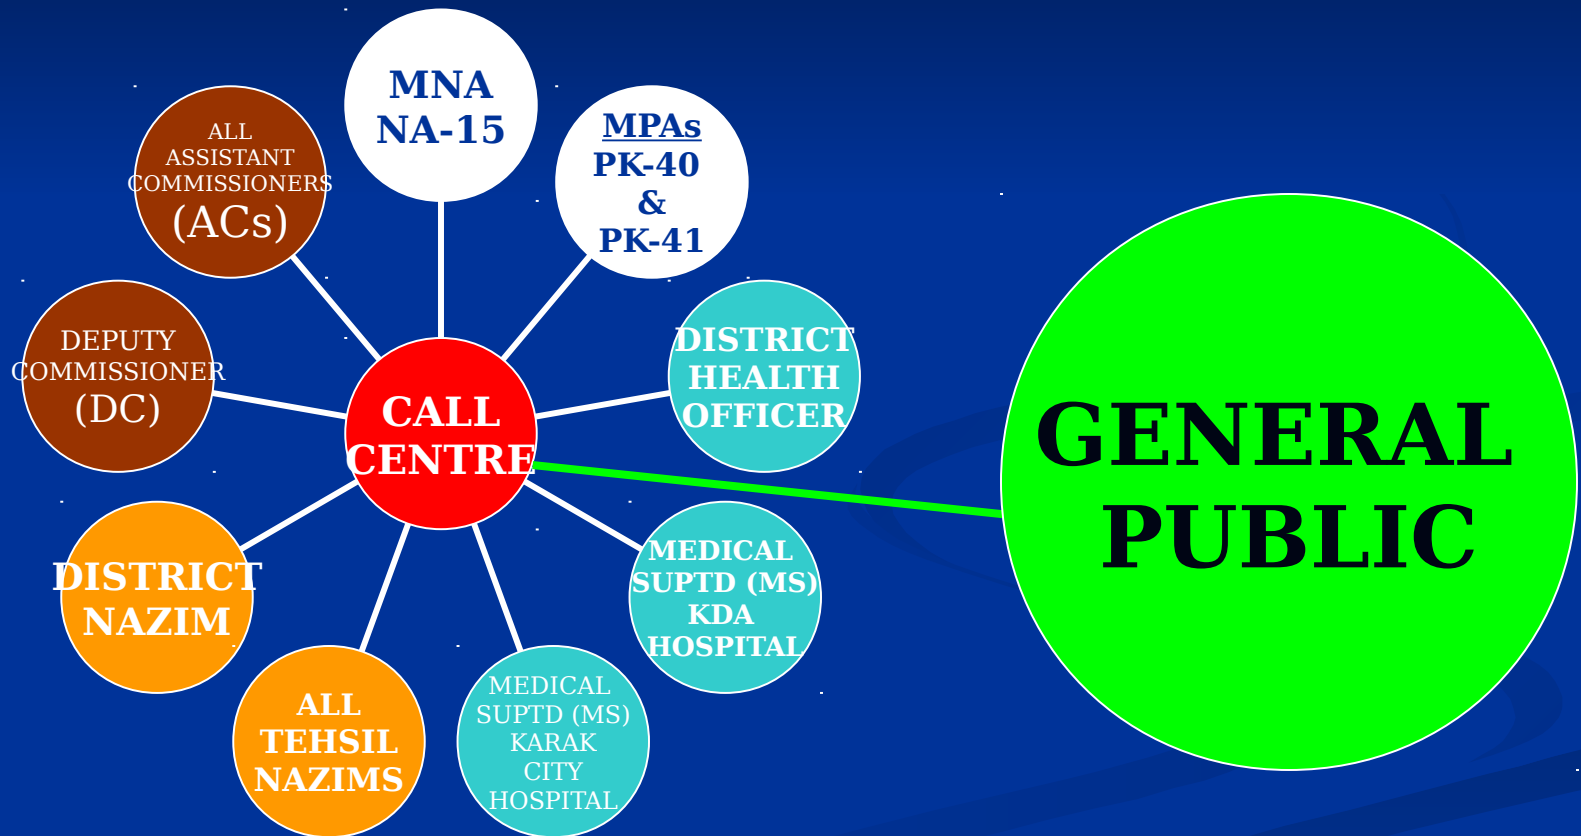 MNA
NA-15
MPAs
PK-40
&
PK-41
ALL
ASSISTANT
COMMISSIONERS
(ACs)
DEPUTY
COMMISSIONER
(DC)
DISTRICT
HEALTH
OFFICER
CALL
CENTRE
GENERAL
PUBLIC
DISTRICT
NAZIM
MEDICAL
SUPTD (MS)
KDA
HOSPITAL
ALL
TEHSIL
NAZIMS
MEDICAL
SUPTD (MS)
KARAK
CITY
HOSPITAL